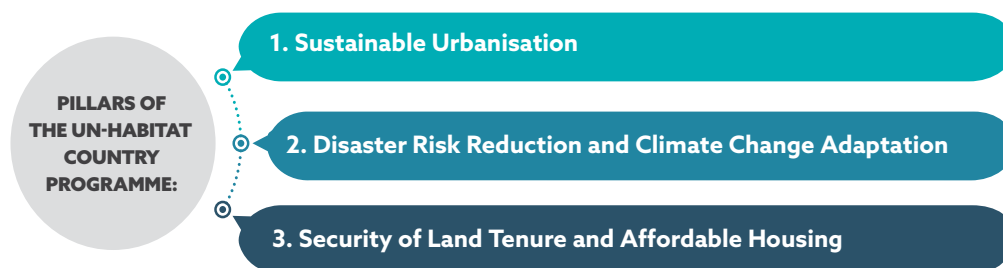 PILLARS OF
THE UN-HABITAT
COUNTRY
PROGRAMME:
1. Sustainable Urbanisation
2. Disaster Risk Reduction and Climate Change Adaptation
3. Security of Land Tenure and Affordable Housing